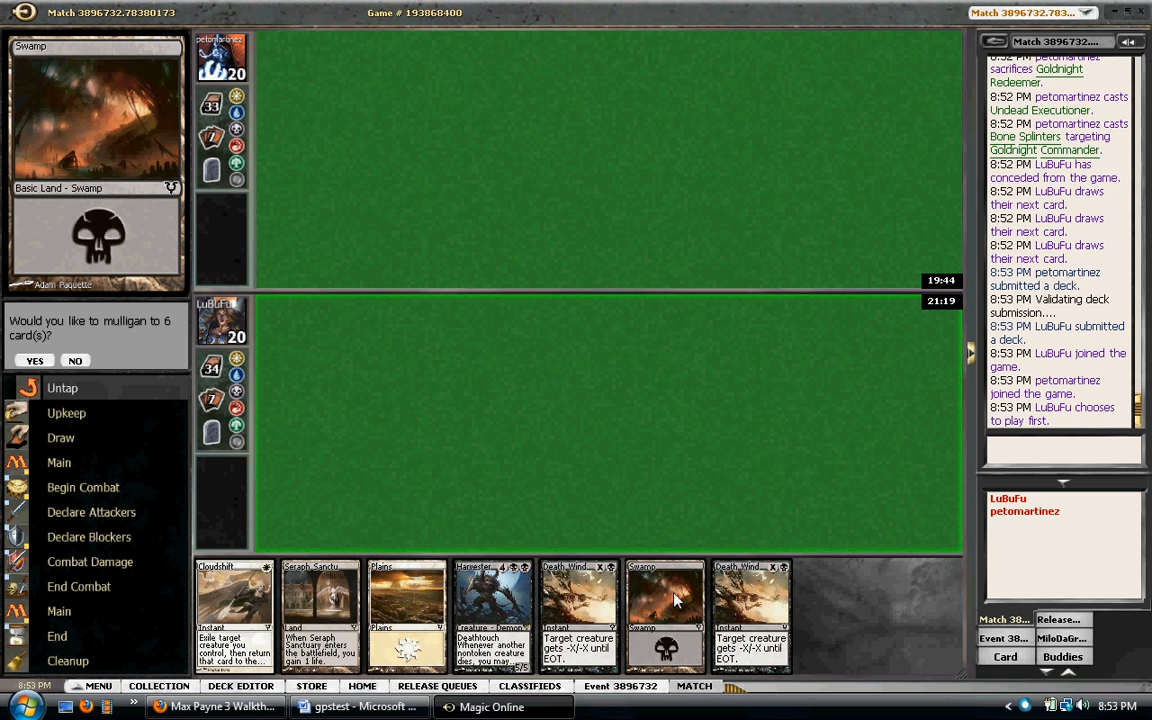 Match 3896732.78380173
Game # 193868400
Match 3896732.783...
Swamp
Basic Land - Swamp
Adam Paquette
Would you like to mulligan to 6
card(s)?
YES
NO
Untap
Upkeep
Draw
Main
Begin Combat
Declare Attackers
Declare Blockers
Combat Damage
End Combat
Main
End
Cleanup
petomartinez
20
33
7
19:44
LuBuFu
20
34
7
21:19
Cloudshift
Instant
Exile target
creature you
control, then return
that card to the...
Seraph Sanctu
Land
When Seraph
Sanctuary enters
the battlefield, you
gain 1 life.
Plains
Plains
Harvester 4
Creature - Demon
Deathtouch
Whenever another
nontoken creature
dies, you may...
5/5
Death Wind X
Instant
Target creature
gets -X/-X until
EOT.
Swamp
Swamp
Death Wind X
Instant
Target creature
gets -X/-X until
EOT.
Match 3896732....
8:52 PM petomartinez
sacrifices Goldnight
Redeemer.
8:52 PM petomartinez casts
Undead Executioner.
8:52 PM petomartinez casts
Bone Splinters targeting
Goldnight Commander.
8:52 PM LuBuFu has
conceded from the game.
8:52 PM LuBuFu draws
their next card.
8:52 PM LuBuFu draws
their next card.
8:52 PM LuBuFu draws
their next card.
8:53 PM petomartinez
submitted a deck.
8:53 PM Validating deck
submission....
8:53 PM LuBuFu submitted
a deck.
8:53 PM LuBuFu joined the
game.
8:53 PM petomartinez
joined the game.
8:53 PM LuBuFu chooses
to play first.
LuBuFu
petomartinez
Match 38...
Release...
Event 38...
MiloDaGr...
Card
Buddies
8:53 PM
MENU
COLLECTION
DECK EDITOR
STORE
HOME
RELEASE QUEUES
CLASSIFIEDS
Event 3896732
MATCH
Max Payne 3 Walkth...
gpstest - Microsoft ...
Magic Online
8:53 PM